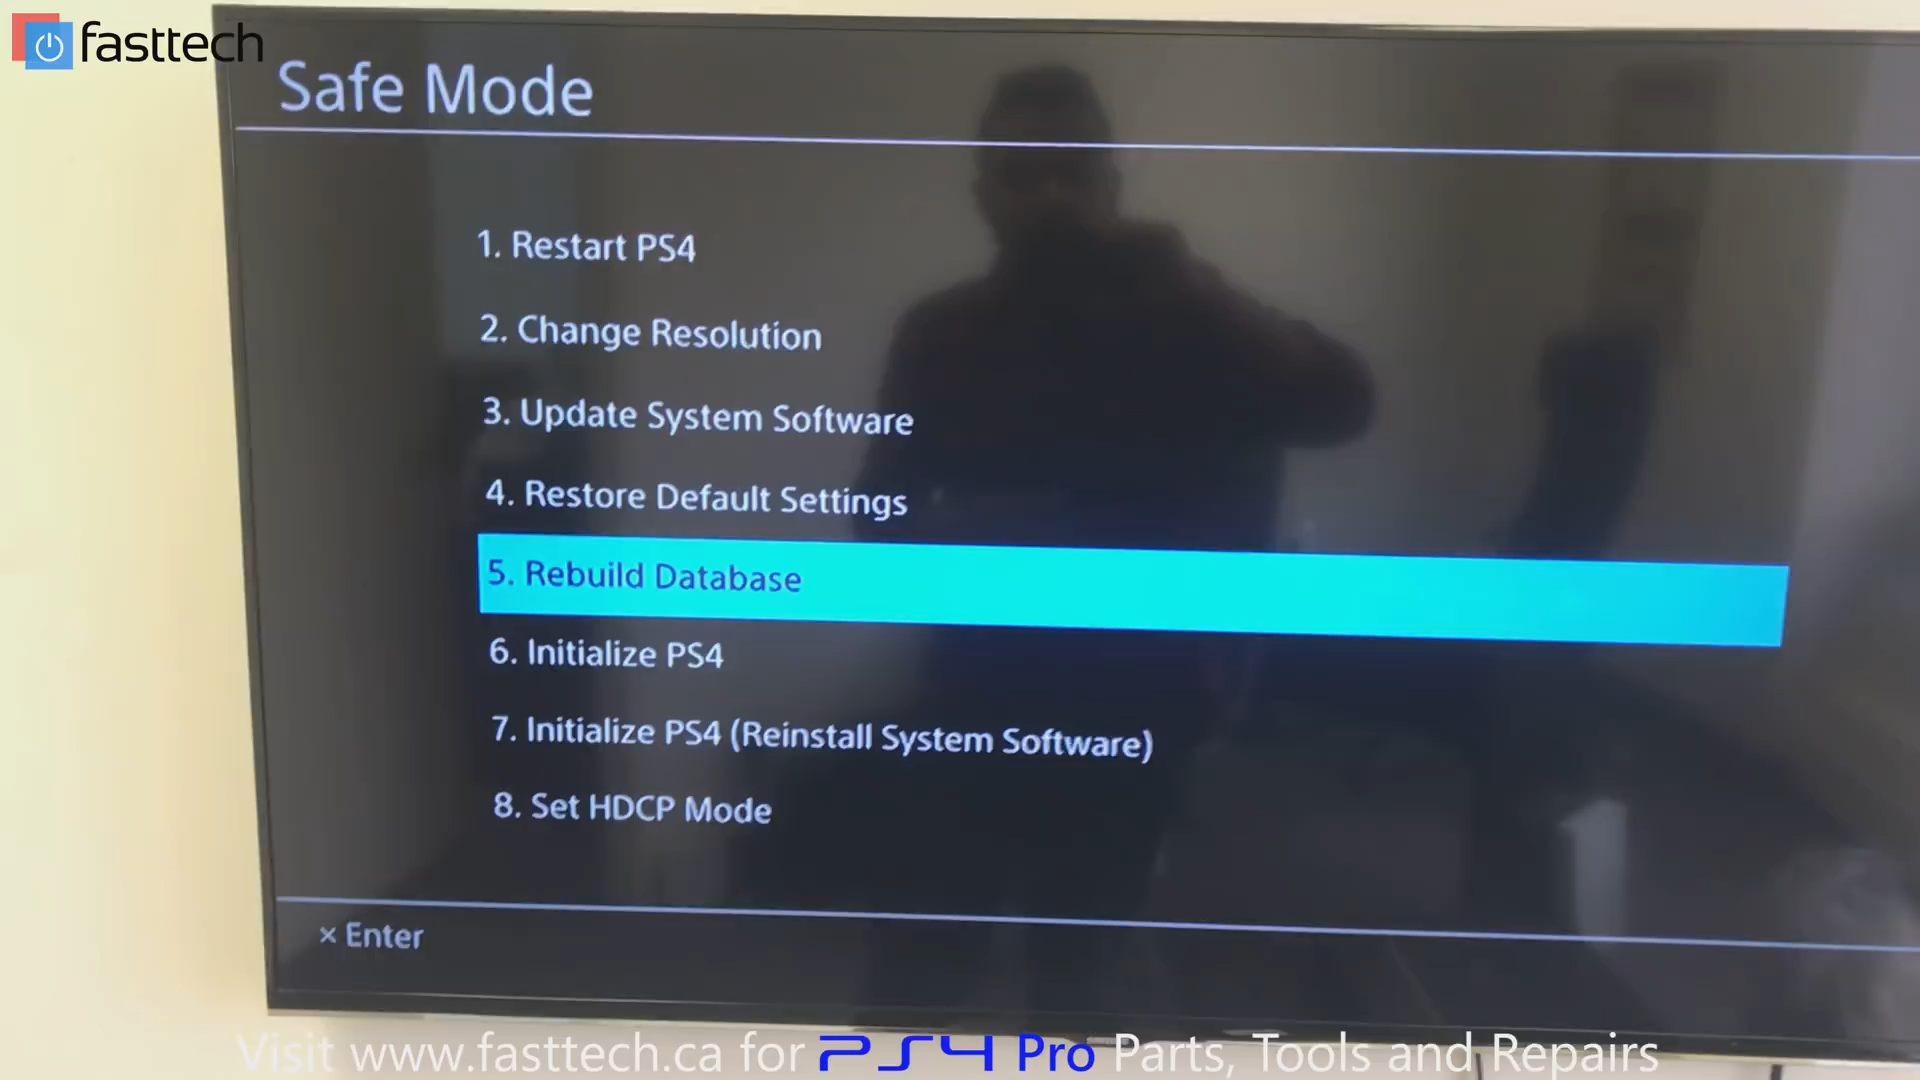 fasttech
Safe Mode
1. Restart PS4
2. Change Resolution
3. Update System Software
4. Restore Default Settings
5. Rebuild Database
6. Initialize PS4
7. Initialize PS4 (Reinstall System Software)
8. Set HDCP Mode
× Enter
Visit www.fasttech.ca for PS4 Pro Parts, Tools and Repairs